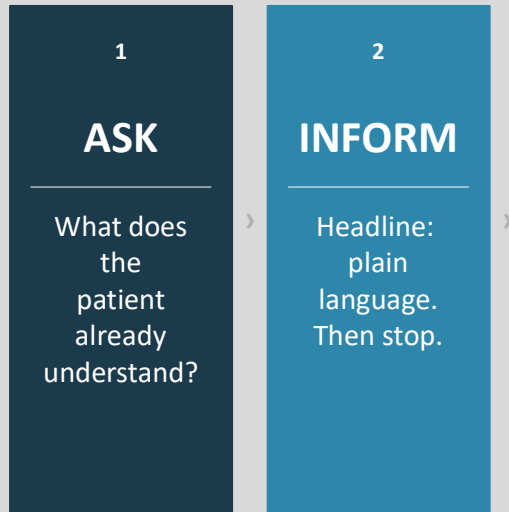 1
ASK
What does
the
patient
already
understand?
›
2
INFORM
Headline:
plain
language.
Then stop.
›